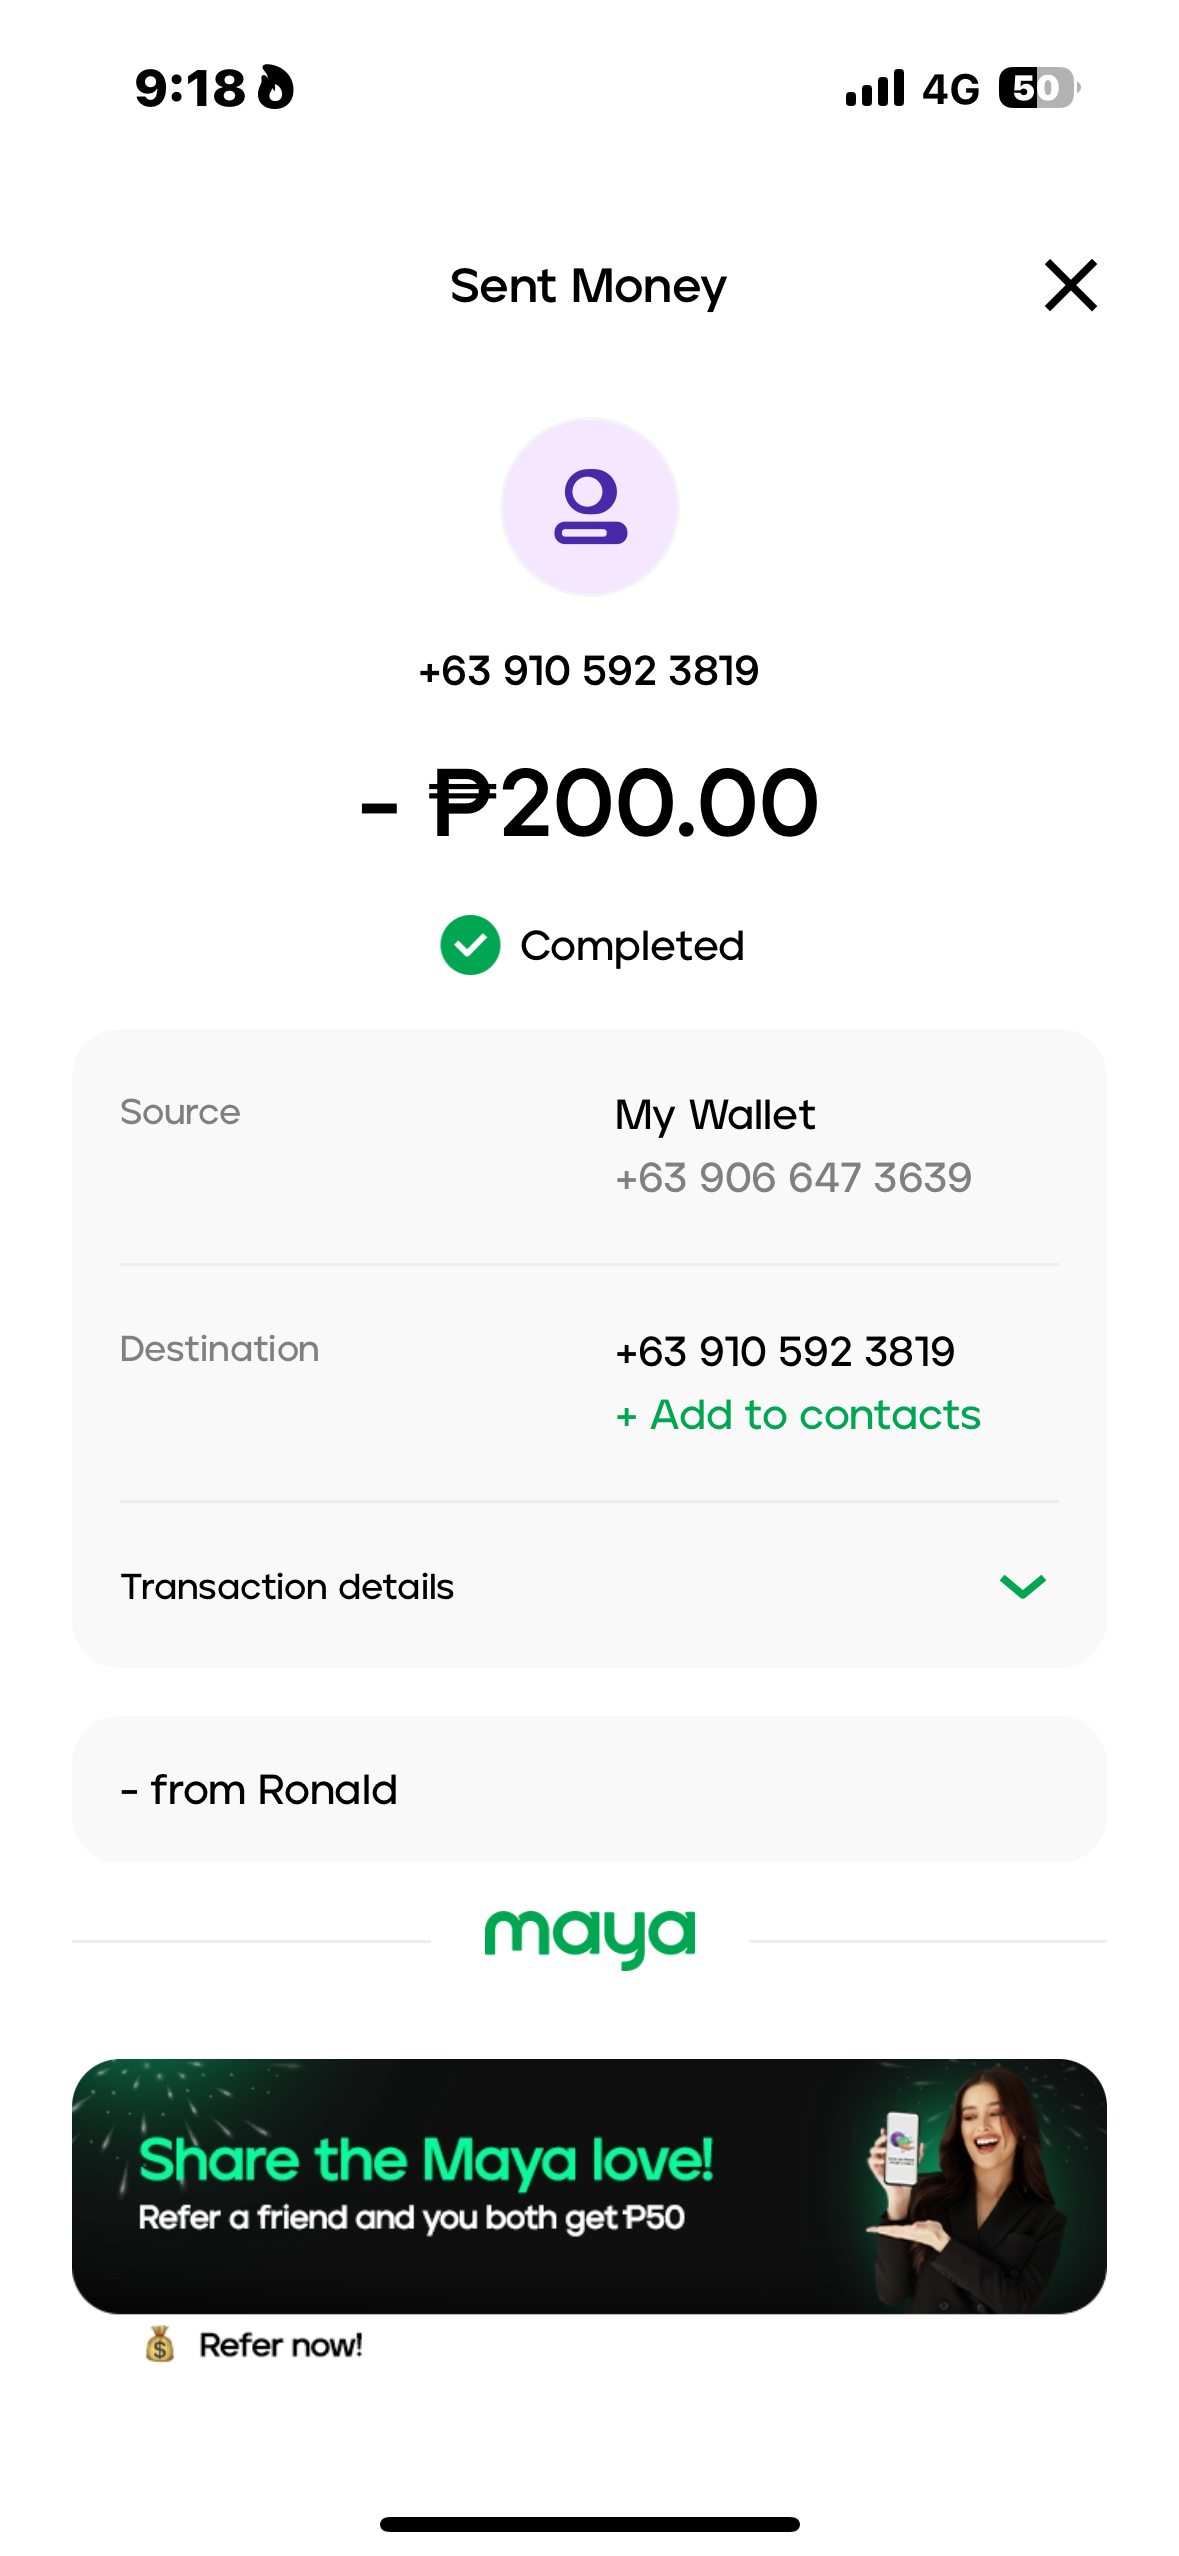 9:18
4G
50
Sent Money
+63 910 592 3819
- ₱200.00
Completed
Source
My Wallet
+63 906 647 3639
Destination
+63 910 592 3819
+ Add to contacts
Transaction details
- from Ronald
maya
Share the Maya love!
Refer a friend and you both get ₱50
Refer now!